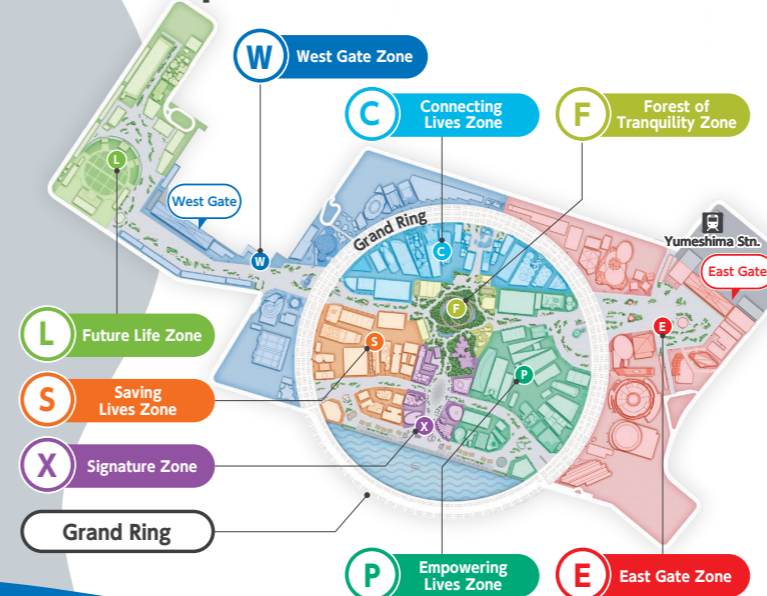 W West Gate Zone
C Connecting
Lives Zone
F Forest of
Tranquility Zone
L
West Gate
Grand Ring
Yumeshima Stn.
East Gate
W
C
F
E
L Future Life Zone
S
P
S Saving
Lives Zone
X
X Signature Zone
Grand Ring
P Empowering
Lives Zone
E East Gate Zone